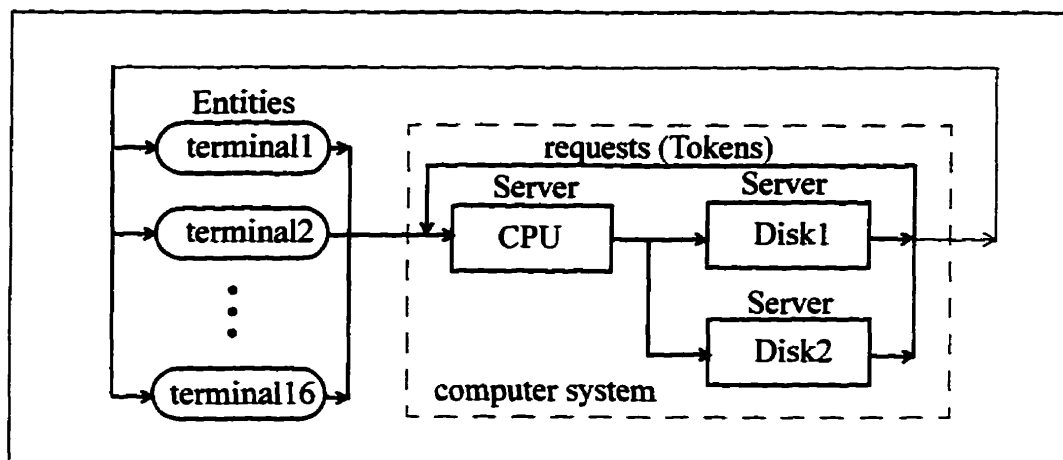 Entities
terminal1
terminal2
terminal16
requests (Tokens)
Server
CPU
Server
Disk1
Server
Disk2
computer system